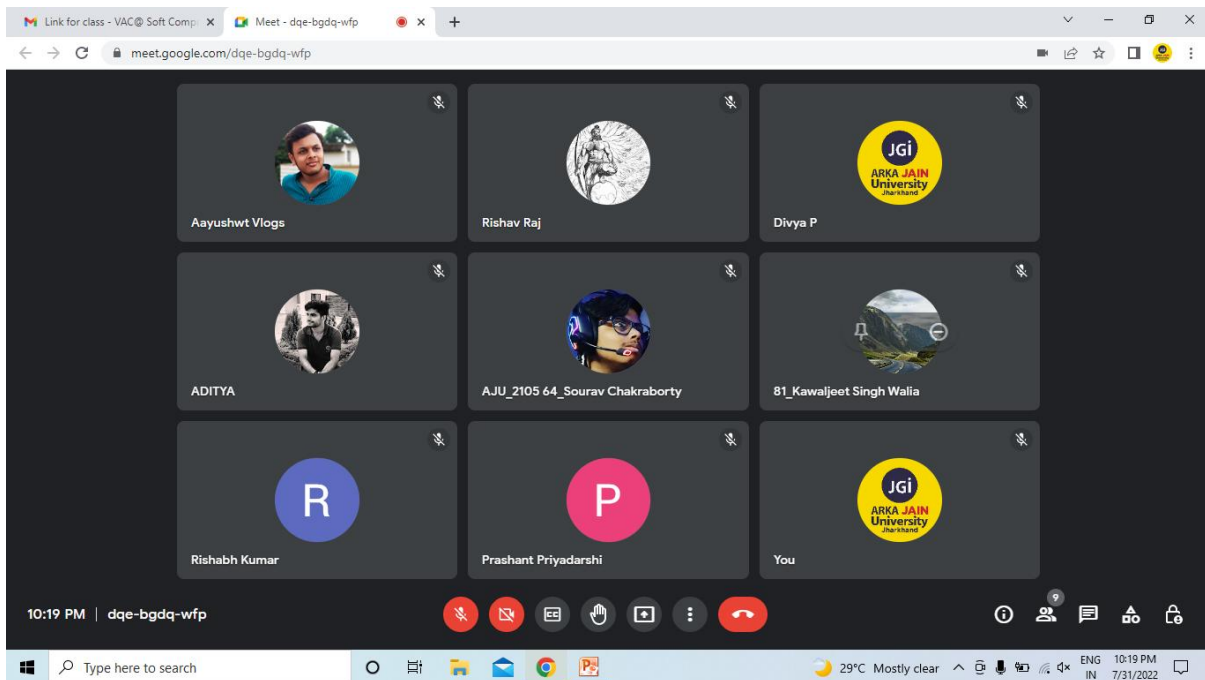 Link for class - VAC@ Soft Comp
Meet - dqe-bgdq-wfp
meet.google.com/dqe-bgdq-wfp
Aayushwt Vlogs
Rishav Raj
JGi
ARKA JAIN
University
Jharkhand
Divya P
ADITYA
AJU_2105 64_Sourav Chakraborty
81_Kawaljeet Singh Walia
R
Rishabh Kumar
P
Prashant Priyadarshi
JGi
ARKA JAIN
University
Jharkhand
You
10:19 PM | dqe-bgdq-wfp
CC
9
Type here to search
29°C Mostly clear
ENG
IN
10:19 PM
7/31/2022